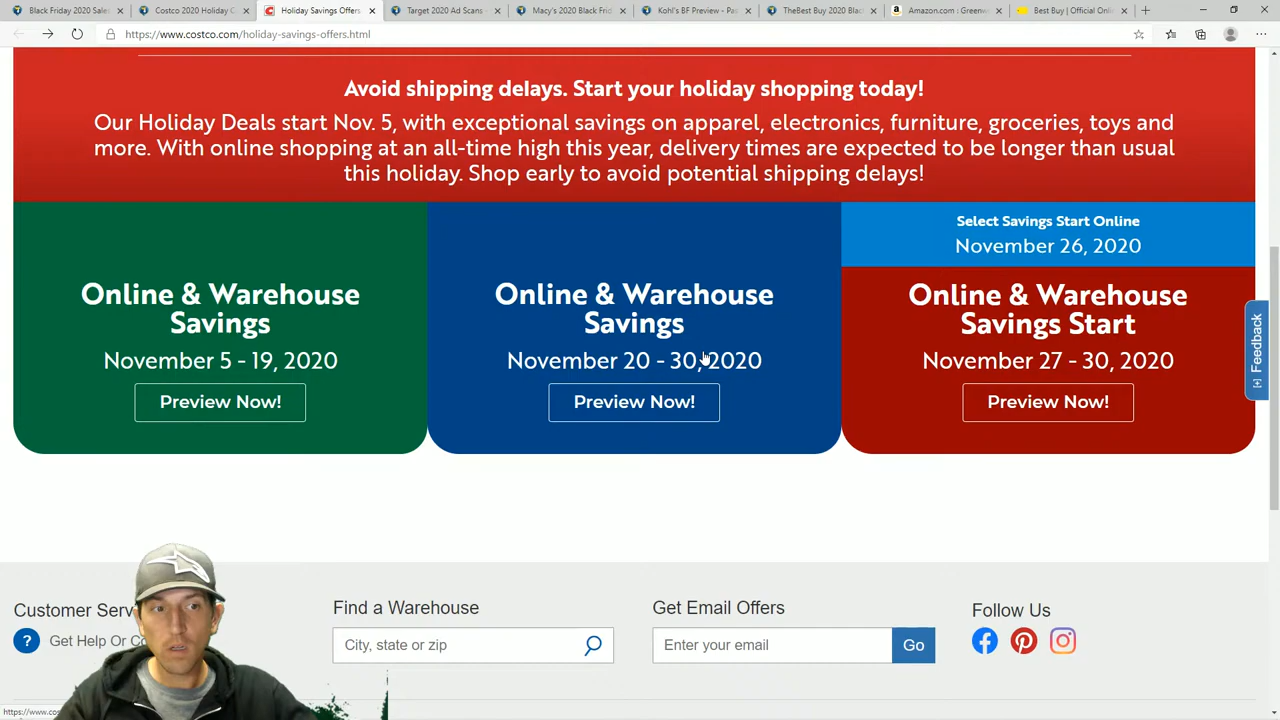 Black Friday 2020 Sales
Costco 2020 Holiday C
Holiday Savings Offers
Target 2020 Ad Scans -
Macy's 2020 Black Frid
Kohl's BF Preview - Pa
TheBest Buy 2020 Black
Amazon.com : Greenw
Best Buy | Official Onli
https://www.costco.com/holiday-savings-offers.html
Avoid shipping delays. Start your holiday shopping today!
Our Holiday Deals start Nov. 5, with exceptional savings on apparel, electronics, furniture, groceries, toys and
more. With online shopping at an all-time high this year, delivery times are expected to be longer than usual
this holiday. Shop early to avoid potential shipping delays!
Online & Warehouse
Savings
November 5 - 19, 2020
Preview Now!
Online & Warehouse
Savings
November 20 - 30, 2020
Preview Now!
Select Savings Start Online
November 26, 2020
Online & Warehouse
Savings Start
November 27 - 30, 2020
Preview Now!
[+] Feedback
Customer Serv
? Get Help Or Co
Find a Warehouse
City, state or zip
Get Email Offers
Enter your email
Go
Follow Us
https://www.cos